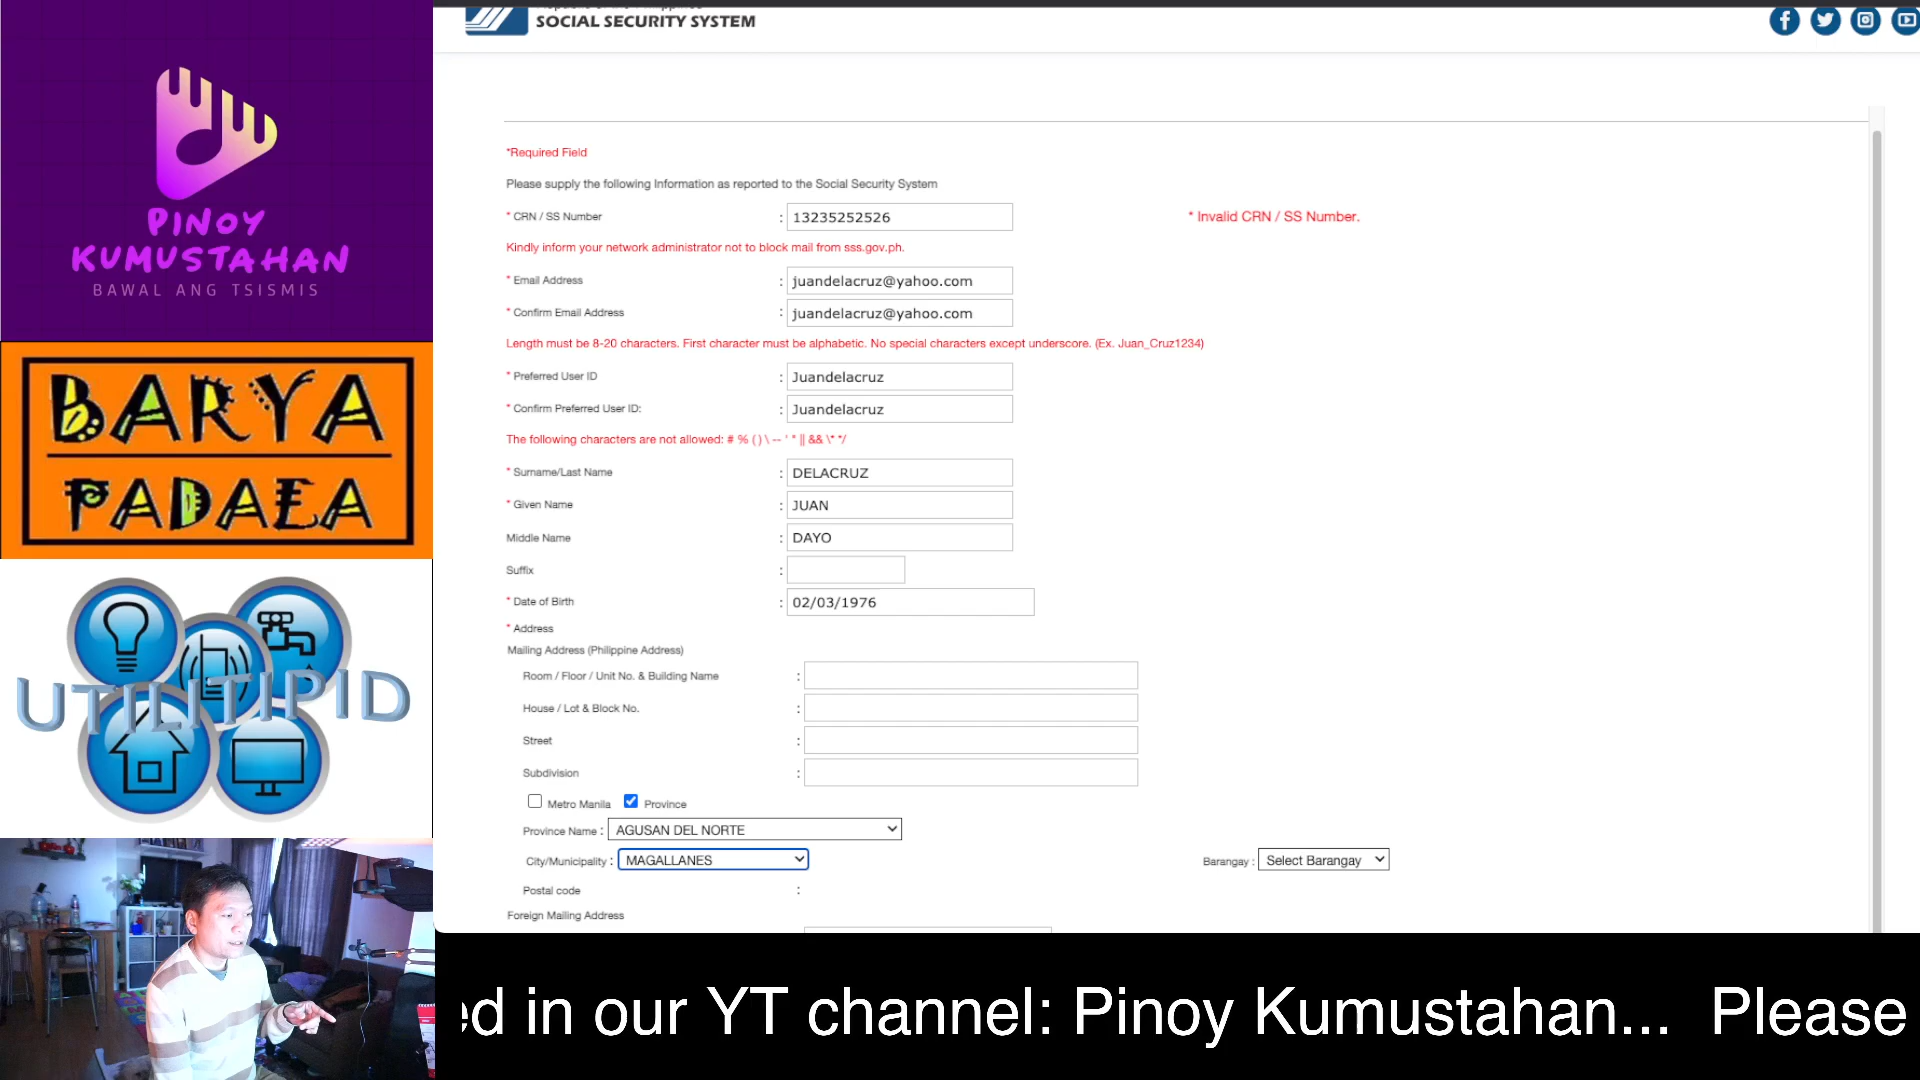 PINOY
KUMUSTAHAN
BAWAL ANG TSISMIS
BARYA
PADALA
UTILITIPID
SOCIAL SECURITY SYSTEM
*Required Field
Please supply the following Information as reported to the Social Security System
* CRN / SS Number : 13235252526 * Invalid CRN / SS Number.
Kindly inform your network administrator not to block mail from sss.gov.ph.
* Email Address : juandelacruz@yahoo.com
* Confirm Email Address : juandelacruz@yahoo.com
Length must be 8-20 characters. First character must be alphabetic. No special characters except underscore. (Ex. Juan_Cruz1234)
* Preferred User ID : Juandelacruz
* Confirm Preferred User ID: : Juandelacruz
The following characters are not allowed: # % ( ) \ -- ' " || && \* */
* Surname/Last Name : DELACRUZ
* Given Name : JUAN
Middle Name : DAYO
Suffix :
* Date of Birth : 02/03/1976
* Address
Mailing Address (Philippine Address)
Room / Floor / Unit No. & Building Name :
House / Lot & Block No. :
Street :
Subdivision :
Metro Manila Province
Province Name : AGUSAN DEL NORTE
City/Municipality : MAGALLANES Barangay : Select Barangay
Postal code :
Foreign Mailing Address
ed in our YT channel: Pinoy Kumustahan... Please